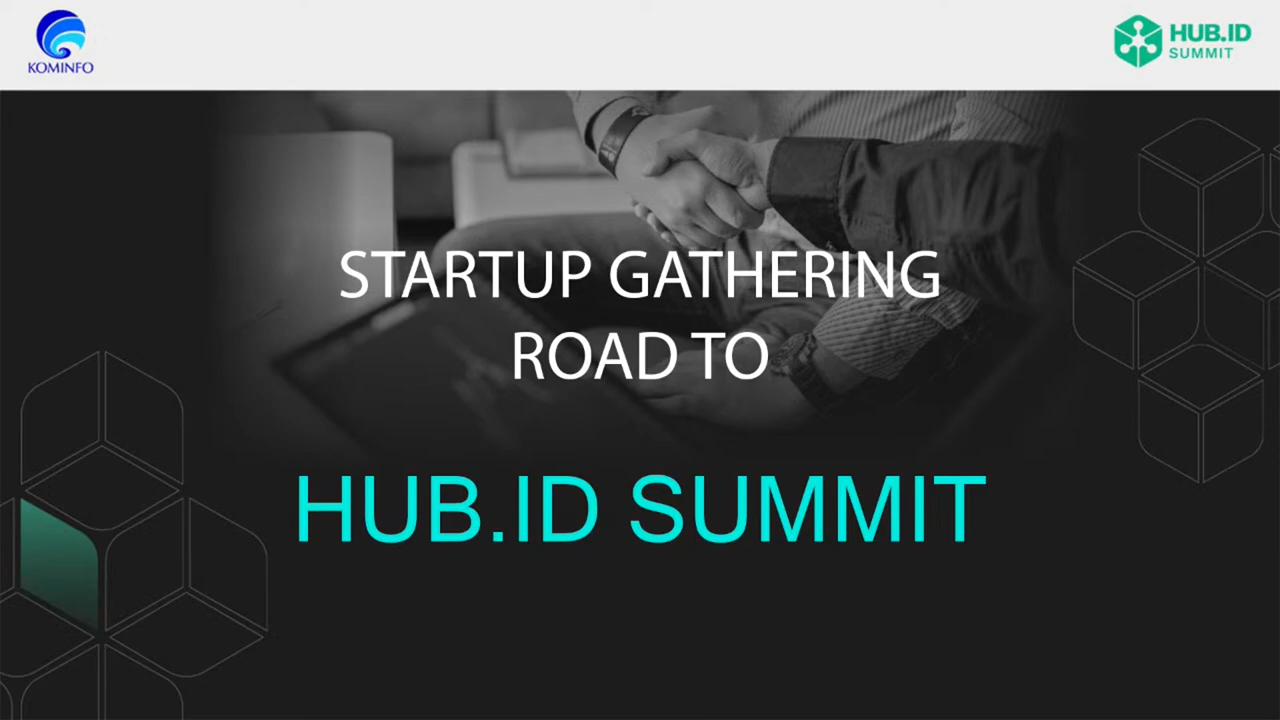 KOMINFO
HUB.ID
SUMMIT
STARTUP GATHERING
ROAD TO
HUB.ID SUMMIT